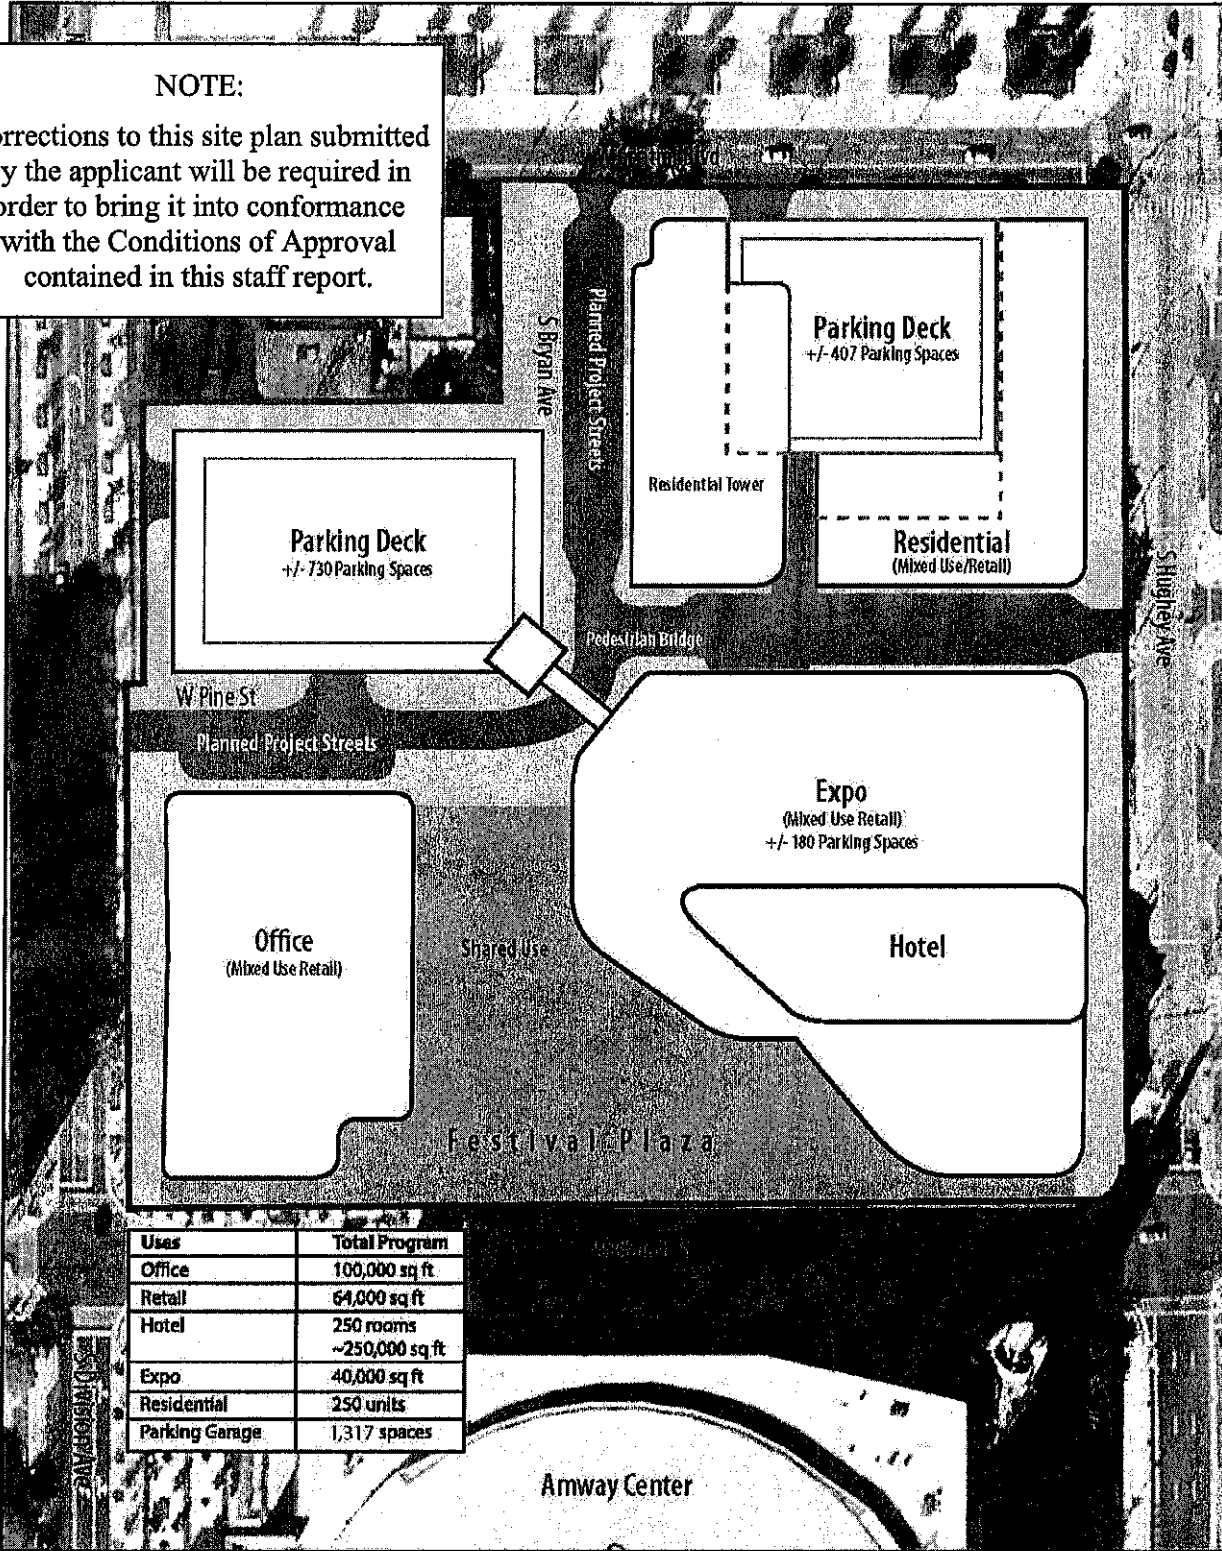 NOTE:
orrections to this site plan submitted
y the applicant will be required in
order to bring it into conformance
with the Conditions of Approval
contained in this staff report.
S Bryan Ave
Planned Project Streets
Parking Deck
+/- 407 Parking Spaces
Residential Tower
Residential
(Mixed Use/Retail)
S Hughey Ave
Parking Deck
+/- 730 Parking Spaces
Pedestrian Bridge
W Pine St
Planned Project Streets
Expo
(Mixed Use Retail)
+/- 180 Parking Spaces
Office
(Mixed Use Retail)
Shared Use
Hotel
Festival Plaza
Uses Total Program
Office 100,000 sq ft
Retail 64,000 sq ft
Hotel 250 rooms
~250,000 sq ft
Expo 40,000 sq ft
Residential 250 units
Parking Garage 1,317 spaces
S Division Ave
Amway Center